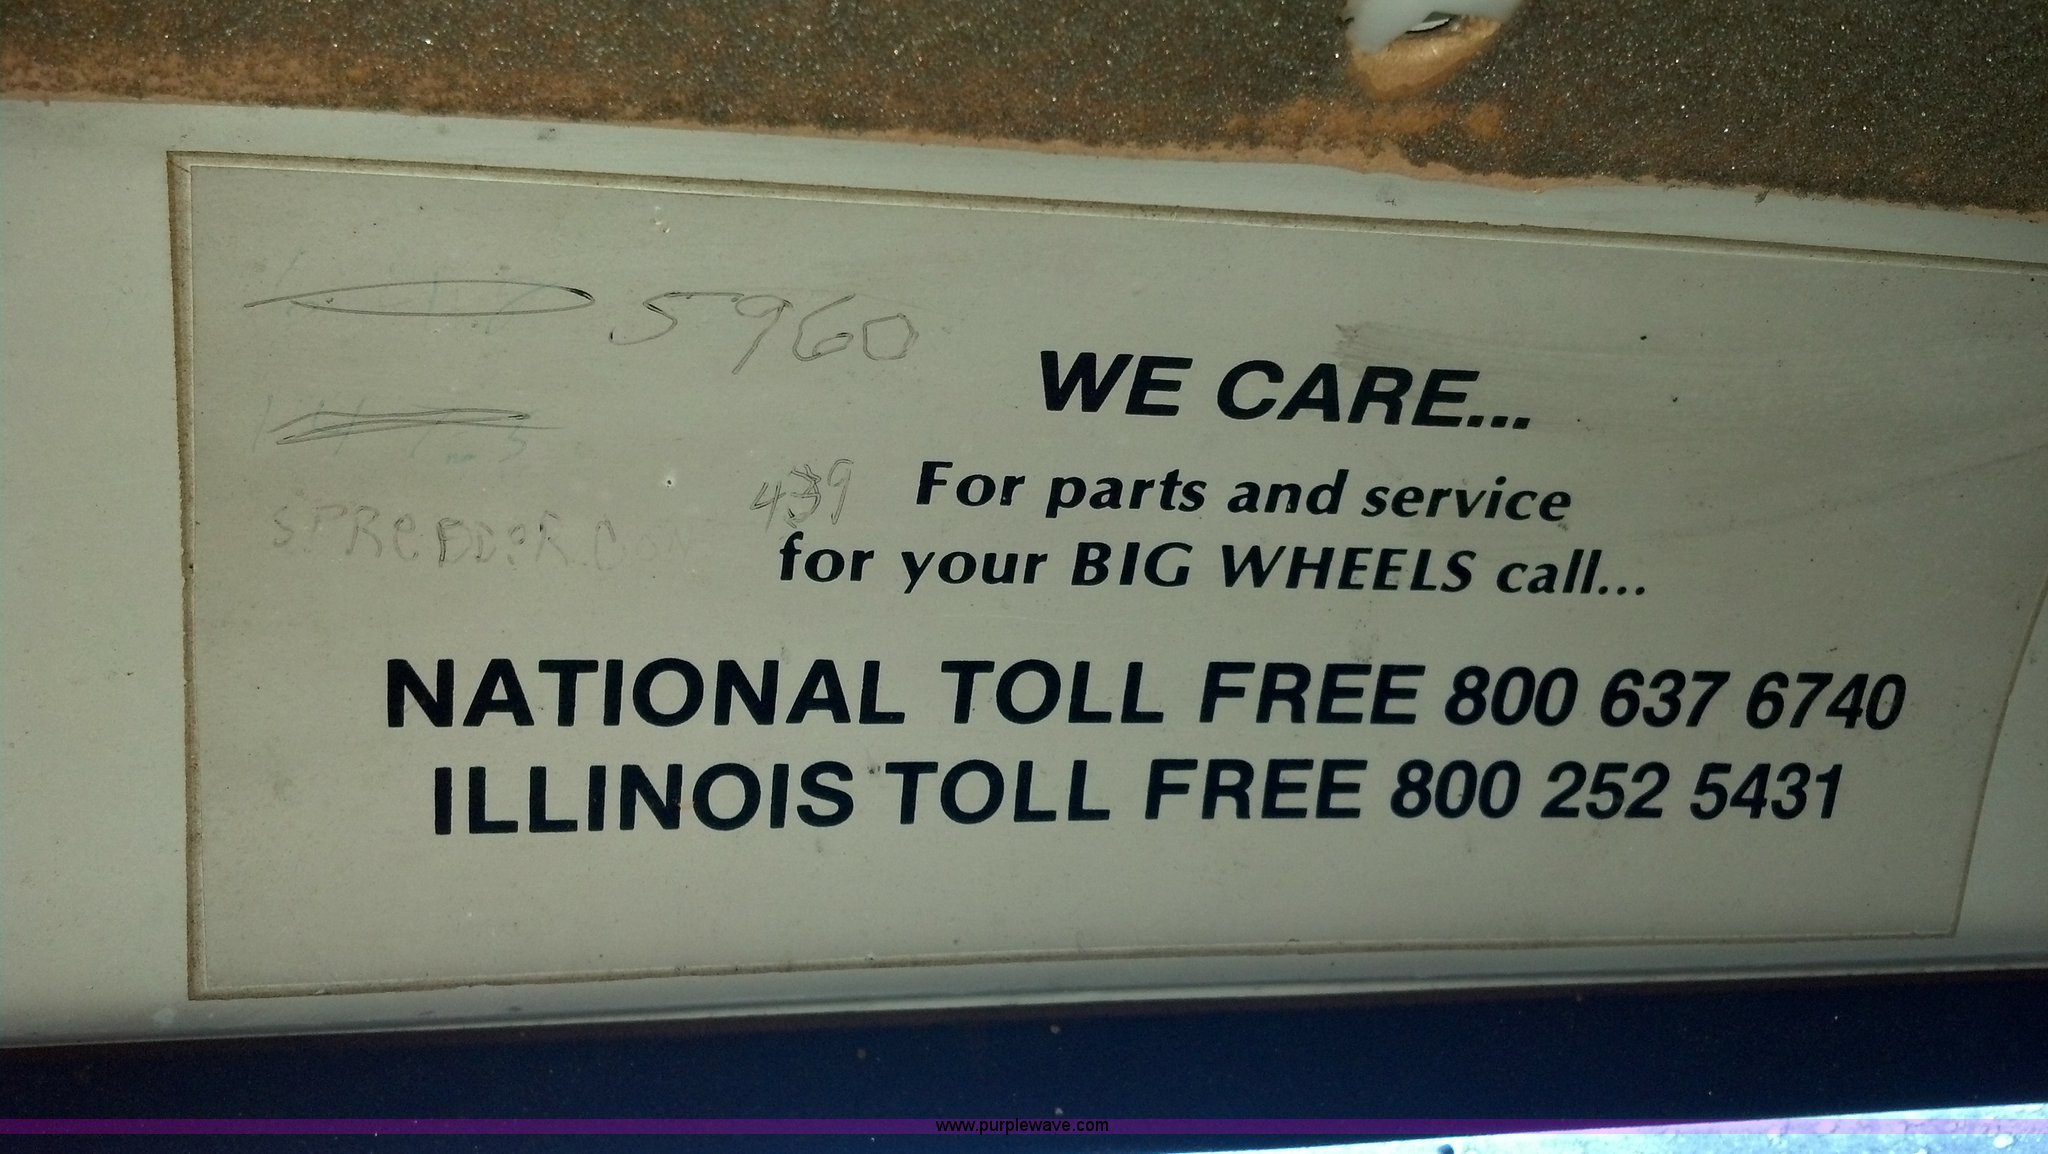 5960
WE CARE...
439
For parts and service
for your BIG WHEELS call...
NATIONAL TOLL FREE 800 637 6740
ILLINOIS TOLL FREE 800 252 5431
www.purplewave.com